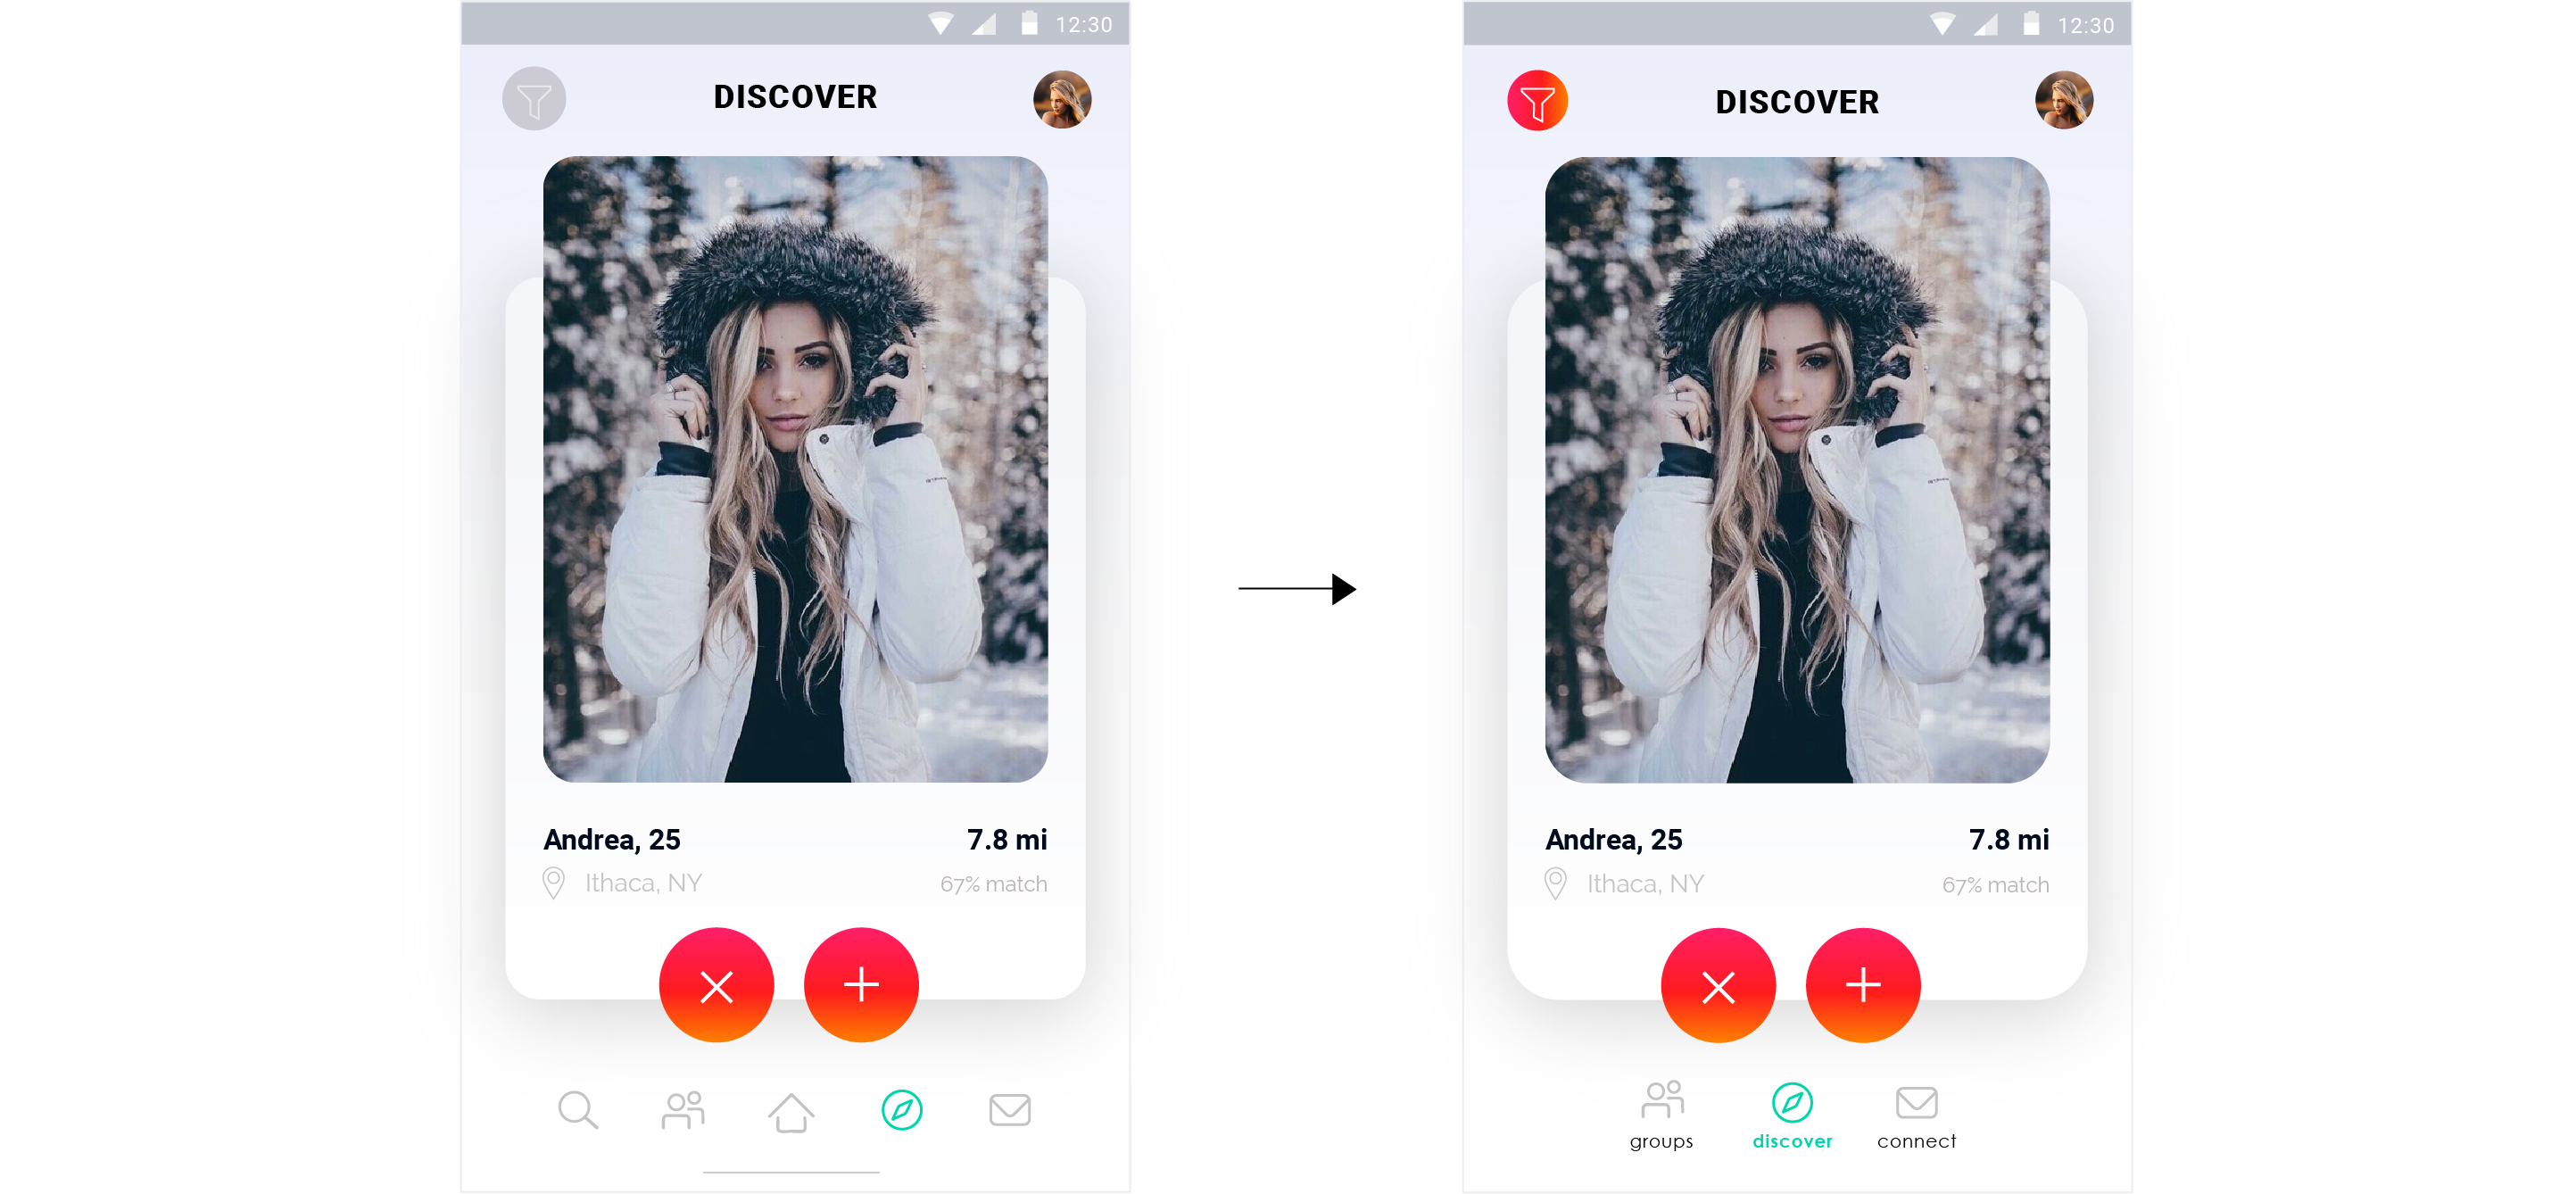 12:30
DISCOVER
Andrea, 25
7.8 mi
Ithaca, NY
67% match
12:30
DISCOVER
Andrea, 25
7.8 mi
Ithaca, NY
67% match
groups
discover
connect